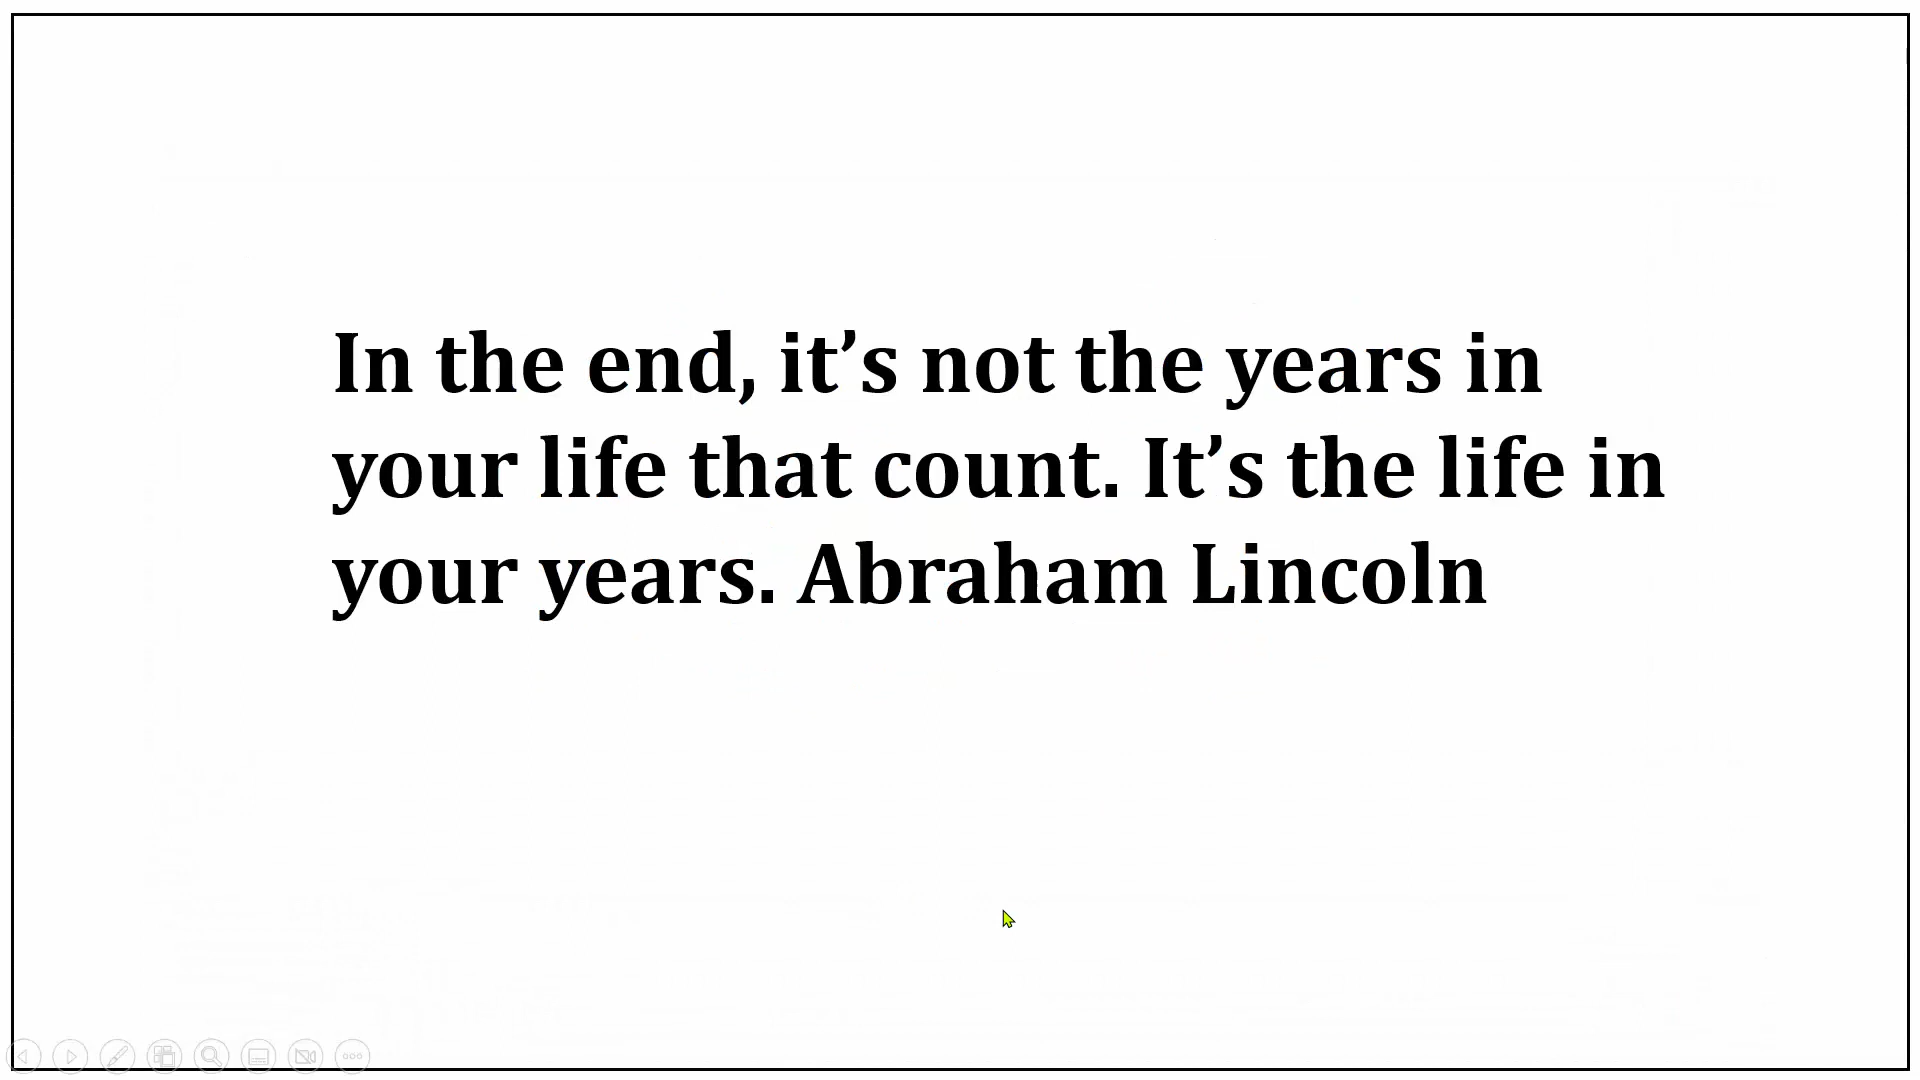 In the end, it’s not the years in
your life that count. It’s the life in
your years. Abraham Lincoln